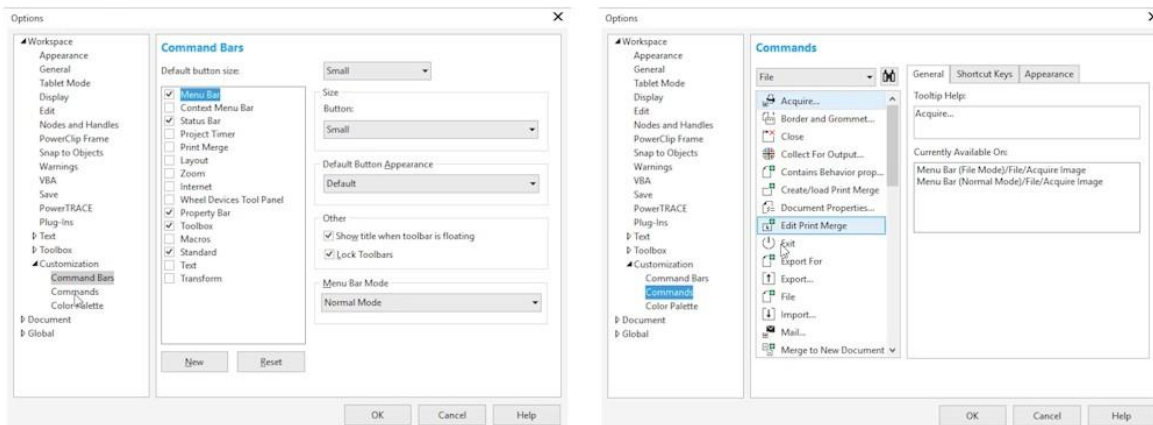 Options
Workspace
Appearance
General
Tablet Mode
Display
Edit
Nodes and Handles
PowerClip Frame
Snap to Objects
Warnings
VBA
Save
PowerTRACE
Plug-Ins
Text
Toolbox
Customization
Command Bars
Commands
Color Palette
Document
Global
Command Bars
Default button size:
Small
Menu Bar
Context Menu Bar
Status Bar
Project Timer
Print Merge
Layout
Zoom
Internet
Wheel Devices Tool Panel
Property Bar
Toolbox
Macros
Standard
Text
Transform
New
Reset
Size
Button:
Small
Default Button Appearance
Default
Other
Show title when toolbar is floating
Lock Toolbars
Menu Bar Mode
Normal Mode
OK
Cancel
Help
Options
Workspace
Appearance
General
Tablet Mode
Display
Edit
Nodes and Handles
PowerClip Frame
Snap to Objects
Warnings
VBA
Save
PowerTRACE
Plug-Ins
Text
Toolbox
Customization
Command Bars
Commands
Color Palette
Document
Global
Commands
File
Acquire...
Border and Grommet...
Close
Collect For Output...
Contains Behavior prop...
Create/load Print Merge
Document Properties...
Edit Print Merge
Exit
Export For
Export...
File
Import...
Mail...
Merge to New Document
General
Shortcut Keys
Appearance
Tooltip Help:
Acquire...
Currently Available On:
Menu Bar (File Mode)/File/Acquire Image
Menu Bar (Normal Mode)/File/Acquire Image
OK
Cancel
Help